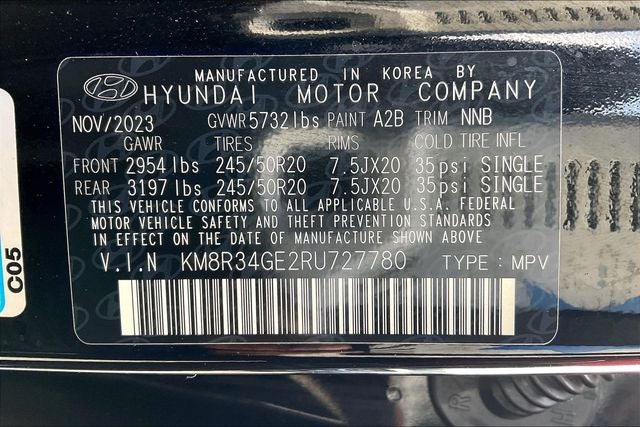 MANUFACTURED IN KOREA BY
HYUNDAI MOTOR COMPANY
NOV/2023 GVWR 5732 lbs PAINT A2B TRIM NNB
GAWR TIRES RIMS COLD TIRE INFL
FRONT 2954 lbs 245/50R20 7.5JX20 35psi SINGLE
REAR 3197 lbs 245/50R20 7.5JX20 35psi SINGLE
THIS VEHICLE CONFORMS TO ALL APPLICABLE U.S.A. FEDERAL
MOTOR VEHICLE SAFETY AND THEFT PREVENTION STANDARDS
IN EFFECT ON THE DATE OF MANUFACTURE SHOWN ABOVE
V.I.N KM8R34GE2RU727780 TYPE : MPV
C05